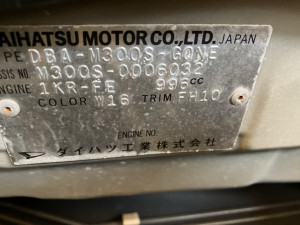 AIHATSU MOTOR CO., LTD. JAPAN
PE DBA-M300S-GQNE
SSIS NO. M300S-0006032
ENGINE 1KR-FE 996CC
COLOR W16 TRIM FH10
ENGINE NO.
ダイハツ工業株式会社